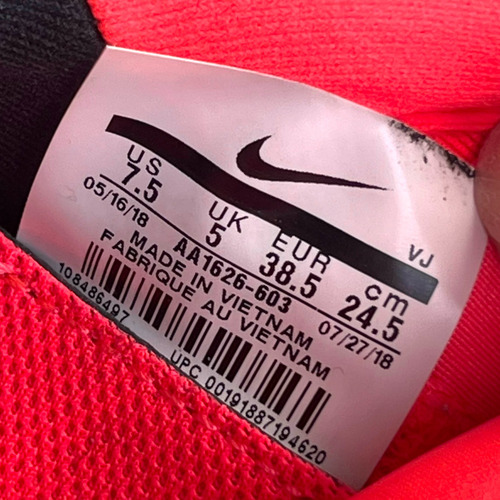 VJ
US UK EUR cm
7.5 5 38.5 24.5
05/16/18 AA1626-603 07/27/18
MADE IN VIETNAM
FABRIQUE AU VIETNAM
108486497
UPC 00191887194620